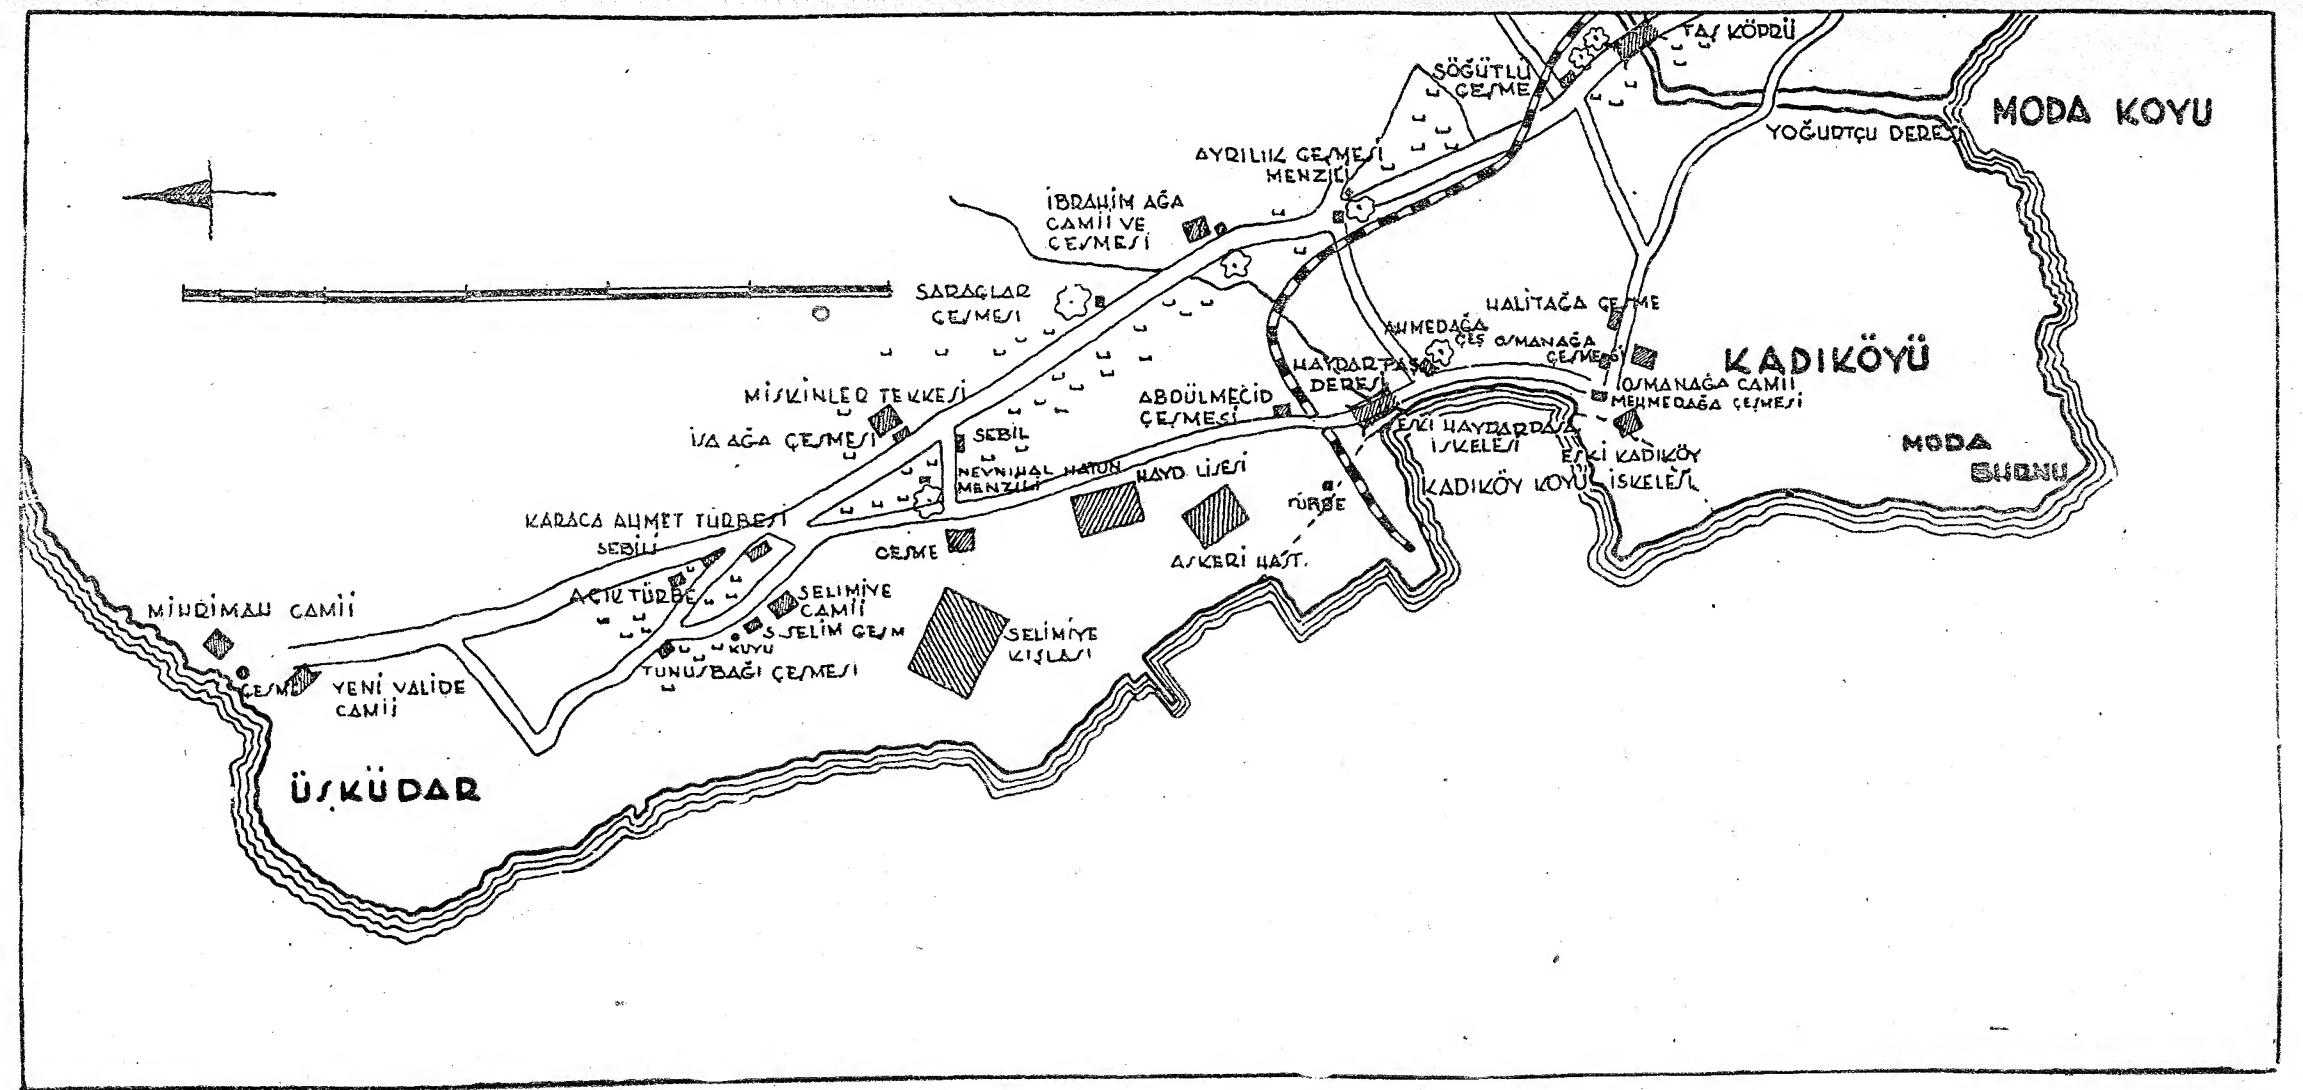 TAŞ KÖPRÜ
SÖĞÜTLÜ
ÇEŞME
MODA KOYU
YOĞURTÇU DERESİ
AYRILIK ÇEŞMESİ
MENZİLİ
İBRAHİM AĞA
CAMİİ VE
ÇEŞMESİ
SARAÇLAR
ÇEŞMESİ
HALİTAĞA ÇEŞME
AHMEDAĞA
ÇEŞ
OSMANAĞA
ÇEŞMESİ
KADIKÖYÜ
HAYDARPAŞA
DERESİ
OSMANAĞA CAMİİ
MEHMEDAĞA ÇEŞMESİ
MİSKİNLER TEKKESİ
ABDÜLMECİD
ÇEŞMESİ
İSA AĞA ÇEŞMESİ
SEBİL
ESKİ HAYDARPAŞA
İSKELESİ
MODA
BURNU
ESKİ KADIKÖY
İSKELESİ
NEVNİHAL HATUN
MENZİLİ
HAYD. LİSESİ
KADIKÖY KOYU
TÜRBE
KARACA AHMET TÜRBESİ
SEBİLİ
ÇEŞME
ASKERİ HAST.
AÇIK TÜRBE
SELİMİYE
CAMİİ
S. SELİM ÇEŞM
KUYU
TUNUSBAĞI ÇEŞMESİ
SELİMİYE
KIŞLASI
MİHRİMAH CAMİİ
ÇEŞME
YENİ VALİDE
CAMİİ
ÜSKÜDAR